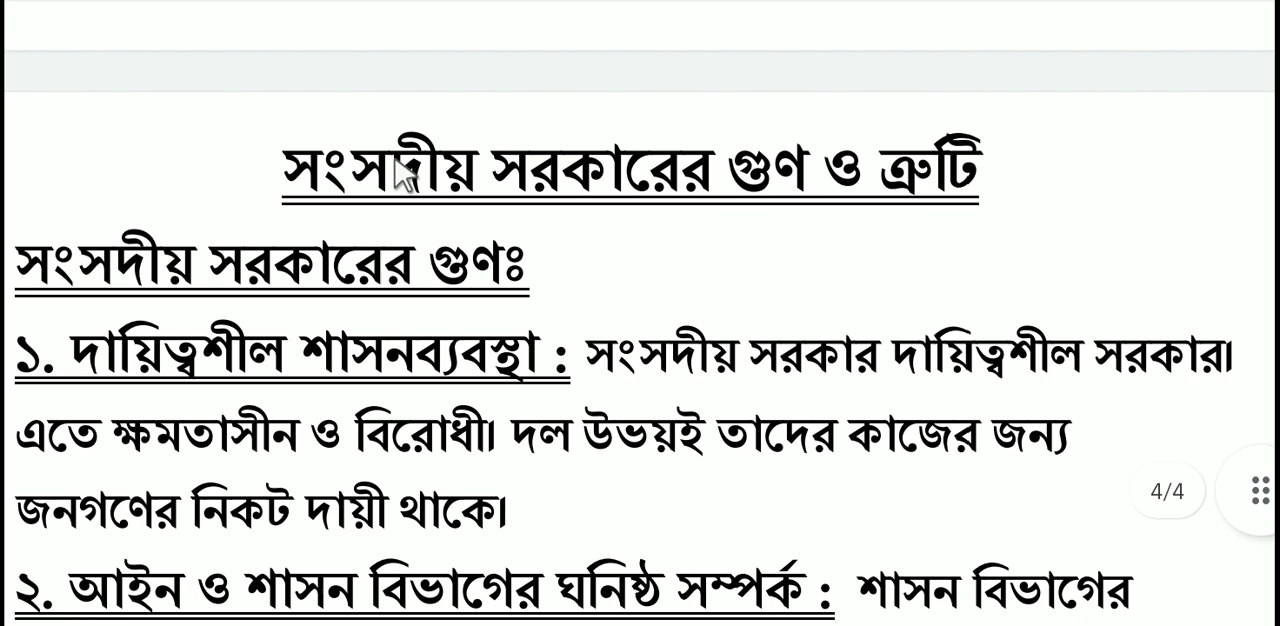 সংসদীয় সরকারের গুণ ও ত্রুটি
সংসদীয় সরকারের গুণঃ
১. দায়িত্বশীল শাসনব্যবস্থা : সংসদীয় সরকার দায়িত্বশীল সরকার।
এতে ক্ষমতাসীন ও বিরোধী। দল উভয়ই তাদের কাজের জন্য
জনগণের নিকট দায়ী থাকে।
4/4
২. আইন ও শাসন বিভাগের ঘনিষ্ঠ সম্পর্ক : শাসন বিভাগের